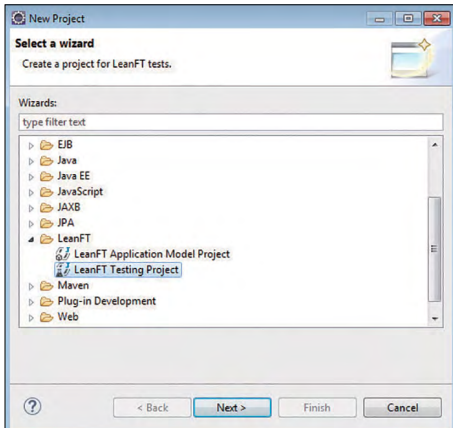 New Project
Select a wizard
Create a project for LeanFT tests.
Wizards:
type filter text
EJB
Java
Java EE
JavaScript
JAXB
JPA
LeanFT
LeanFT Application Model Project
LeanFT Testing Project
Maven
Plug-in Development
Web
?
< Back
Next >
Finish
Cancel